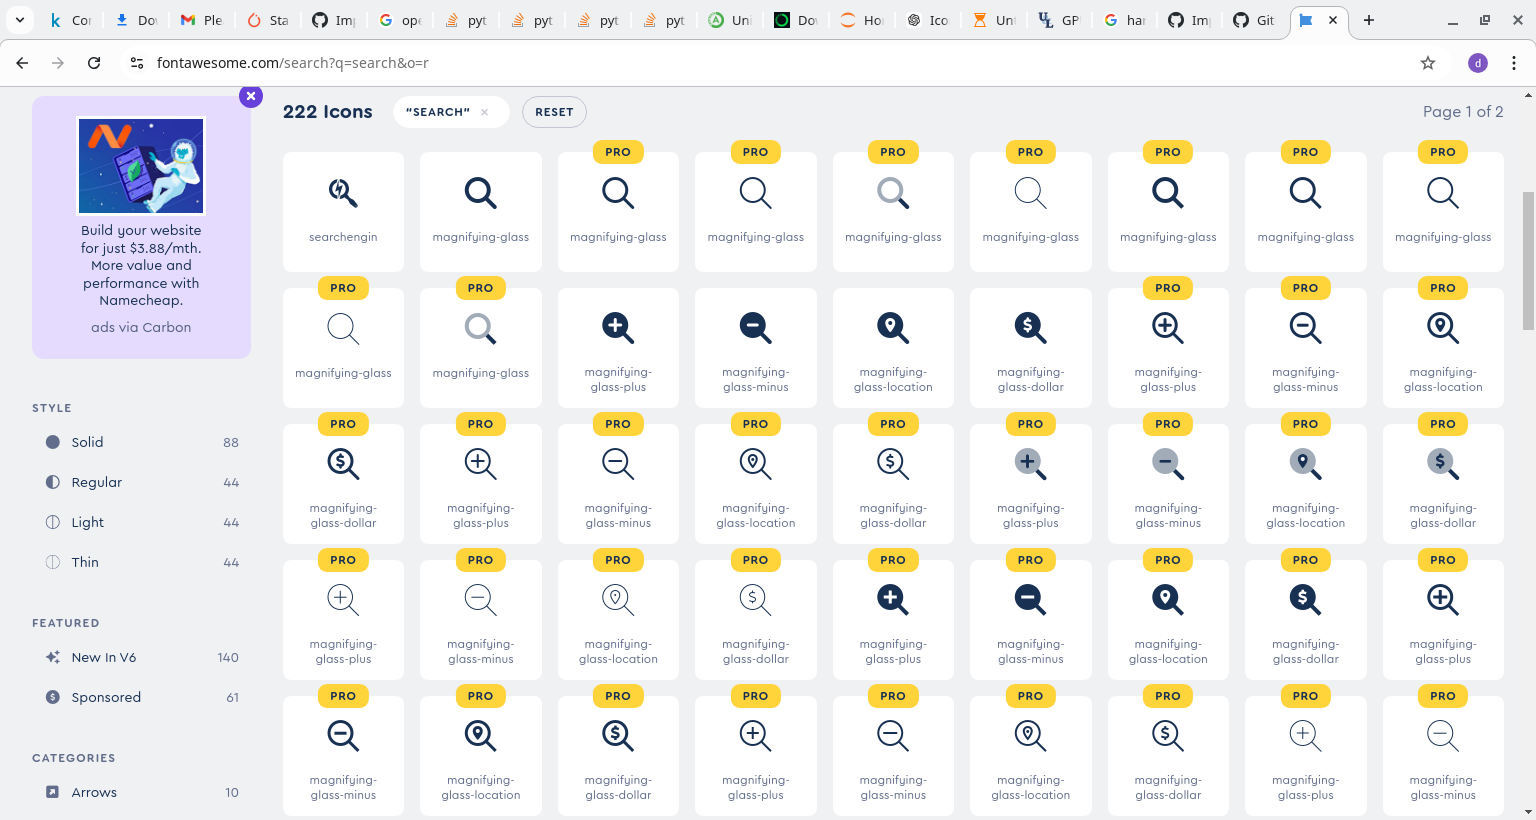 Cor
Dov
Ple
Sta
Imp
ope
pyt
pyt
pyt
pyt
Uni
Dov
Ho
Ico
Unt
GP
har
Imp
Git
fontawesome.com/search?q=search&o=r
d
222 Icons
"SEARCH"
RESET
Page 1 of 2
Build your website
for just $3.88/mth.
More value and
performance with
Namecheap.
ads via Carbon
STYLE
Solid 88
Regular 44
Light 44
Thin 44
FEATURED
New In V6 140
Sponsored 61
CATEGORIES
Arrows 10
PRO PRO PRO PRO PRO PRO PRO
searchengin magnifying-glass magnifying-glass magnifying-glass magnifying-glass magnifying-glass magnifying-glass magnifying-glass magnifying-glass
PRO PRO PRO PRO PRO
magnifying-glass magnifying-glass magnifying- magnifying- magnifying- magnifying- magnifying- magnifying- magnifying-
glass-plus glass-minus glass-location glass-dollar glass-plus glass-minus glass-location
PRO PRO PRO PRO PRO PRO PRO PRO PRO
magnifying- magnifying- magnifying- magnifying- magnifying- magnifying- magnifying- magnifying- magnifying-
glass-dollar glass-plus glass-minus glass-location glass-dollar glass-plus glass-minus glass-location glass-dollar
PRO PRO PRO PRO PRO PRO PRO PRO PRO
magnifying- magnifying- magnifying- magnifying- magnifying- magnifying- magnifying- magnifying- magnifying-
glass-plus glass-minus glass-location glass-dollar glass-plus glass-minus glass-location glass-dollar glass-plus
PRO PRO PRO PRO PRO PRO PRO PRO PRO
magnifying- magnifying- magnifying- magnifying- magnifying- magnifying- magnifying- magnifying- magnifying-
glass-minus glass-location glass-dollar glass-plus glass-minus glass-location glass-dollar glass-plus glass-minus